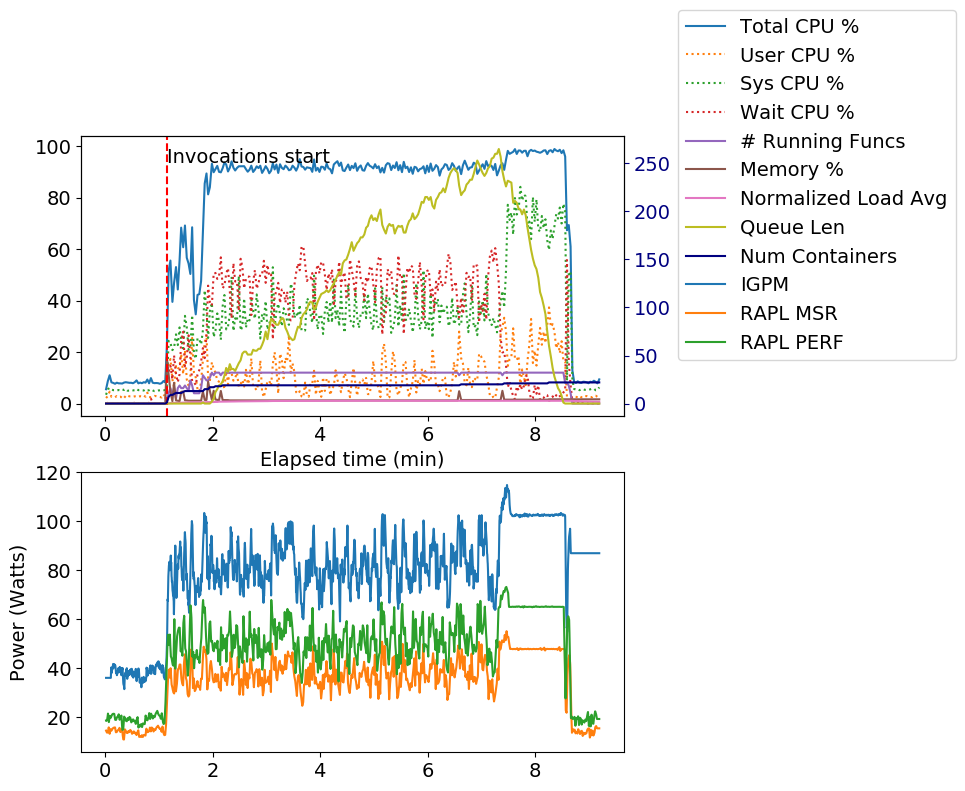 Total CPU %
User CPU %
Sys CPU %
Wait CPU %
# Running Funcs
Memory %
Normalized Load Avg
Queue Len
Num Containers
IGPM
RAPL MSR
RAPL PERF
Invocations start
100
80
60
40
20
0
250
200
150
100
50
0
0 2 4 6 8
Elapsed time (min)
Power (Watts)
120
100
80
60
40
20
0 2 4 6 8